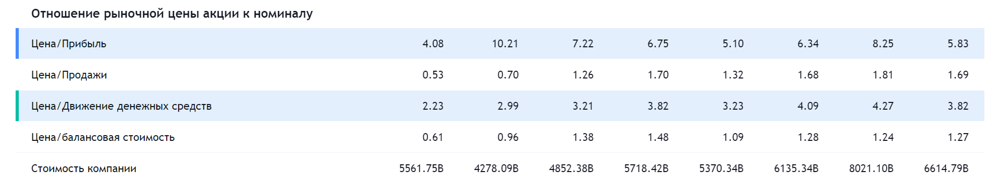 Отношение рыночной цены акции к номиналу
Цена/Прибыль 4.08 10.21 7.22 6.75 5.10 6.34 8.25 5.83
Цена/Продажи 0.53 0.70 1.26 1.70 1.32 1.68 1.81 1.69
Цена/Движение денежных средств 2.23 2.99 3.21 3.82 3.23 4.09 4.27 3.82
Цена/балансовая стоимость 0.61 0.96 1.38 1.48 1.09 1.28 1.24 1.27
Стоимость компании 5561.75B 4278.09B 4852.38B 5718.42B 5370.34B 6135.34B 8021.10B 6614.79B